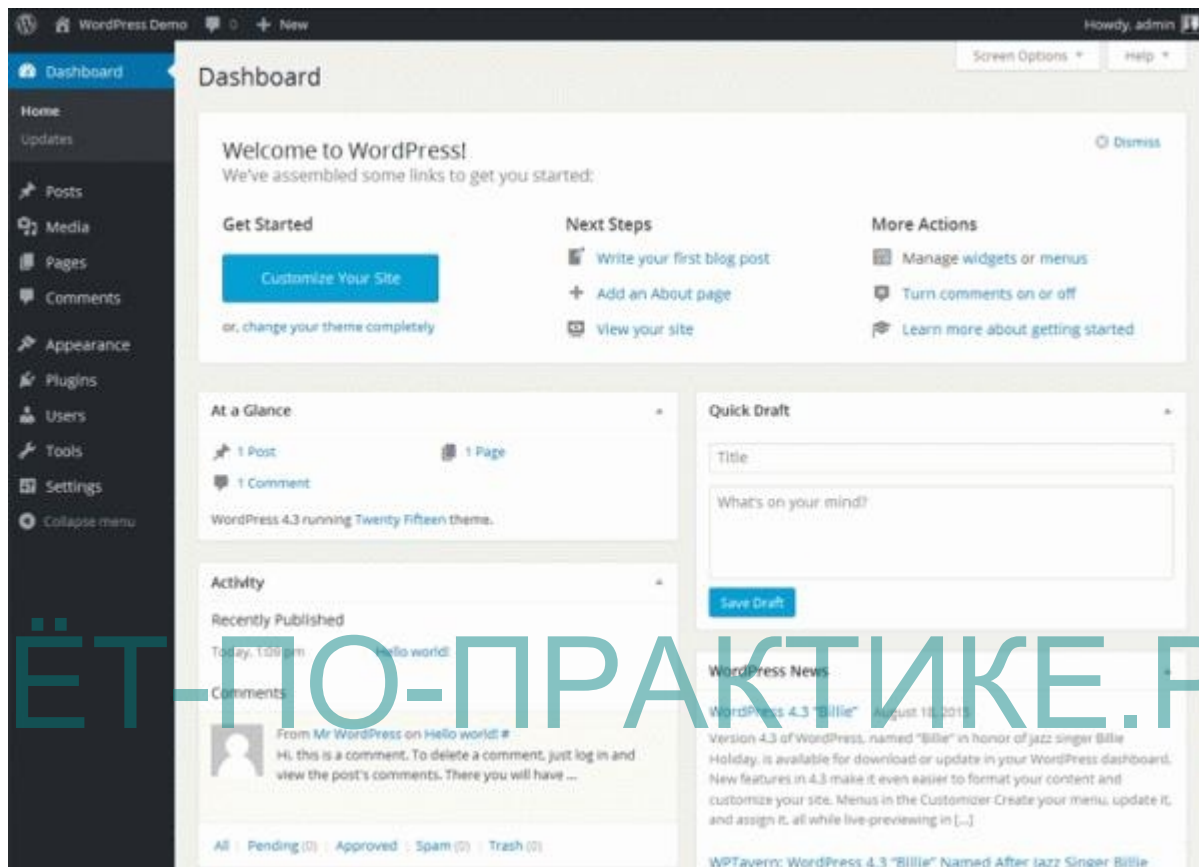 WordPress Demo 0 + New Howdy, admin
Dashboard
Home
Updates
Posts
Media
Pages
Comments
Appearance
Plugins
Users
Tools
Settings
Collapse menu
Screen Options Help
Dashboard
Welcome to WordPress!
We've assembled some links to get you started:
Dismiss
Get Started
Customize Your Site
or, change your theme completely
Next Steps
Write your first blog post
Add an About page
View your site
More Actions
Manage widgets or menus
Turn comments on or off
Learn more about getting started
At a Glance
1 Post 1 Page
1 Comment
WordPress 4.3 running Twenty Fifteen theme.
Activity
Recently Published
Today, 1:09 pm Hello world!
Comments
From Mr WordPress on Hello world! #
Hi, this is a comment. To delete a comment, just log in and
view the post's comments. There you will have ...
All | Pending (0) | Approved | Spam (0) | Trash (0)
Quick Draft
Title
What's on your mind?
Save Draft
WordPress News
WordPress 4.3 "Billie" August 18, 2015
Version 4.3 of WordPress, named "Billie" in honor of jazz singer Billie
Holiday, is available for download or update in your WordPress dashboard.
New features in 4.3 make it even easier to format your content and
customize your site. Menus in the Customizer Create your menu, update it,
and assign it, all while live-previewing in [...]
WPTavern: WordPress 4.3 "Billie" Named After Jazz Singer Billie
ЁТ-ПО-ПРАКТИКЕ.Р